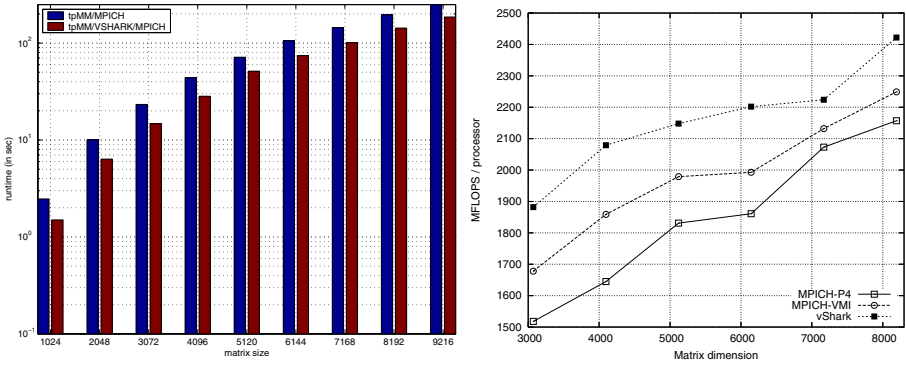 tpMM/MPICH
tpMM/VSHARK/MPICH
10^2
10^1
10^0
10^-1
runtime (in sec)
1024 2048 3072 4096 5120 6144 7168 8192 9216
matrix size
2500
2400
2300
2200
2100
2000
1900
1800
1700
1600
1500
MFLOPS / processor
MPICH-P4
MPICH-VMI
vShark
3000 4000 5000 6000 7000 8000
Matrix dimension